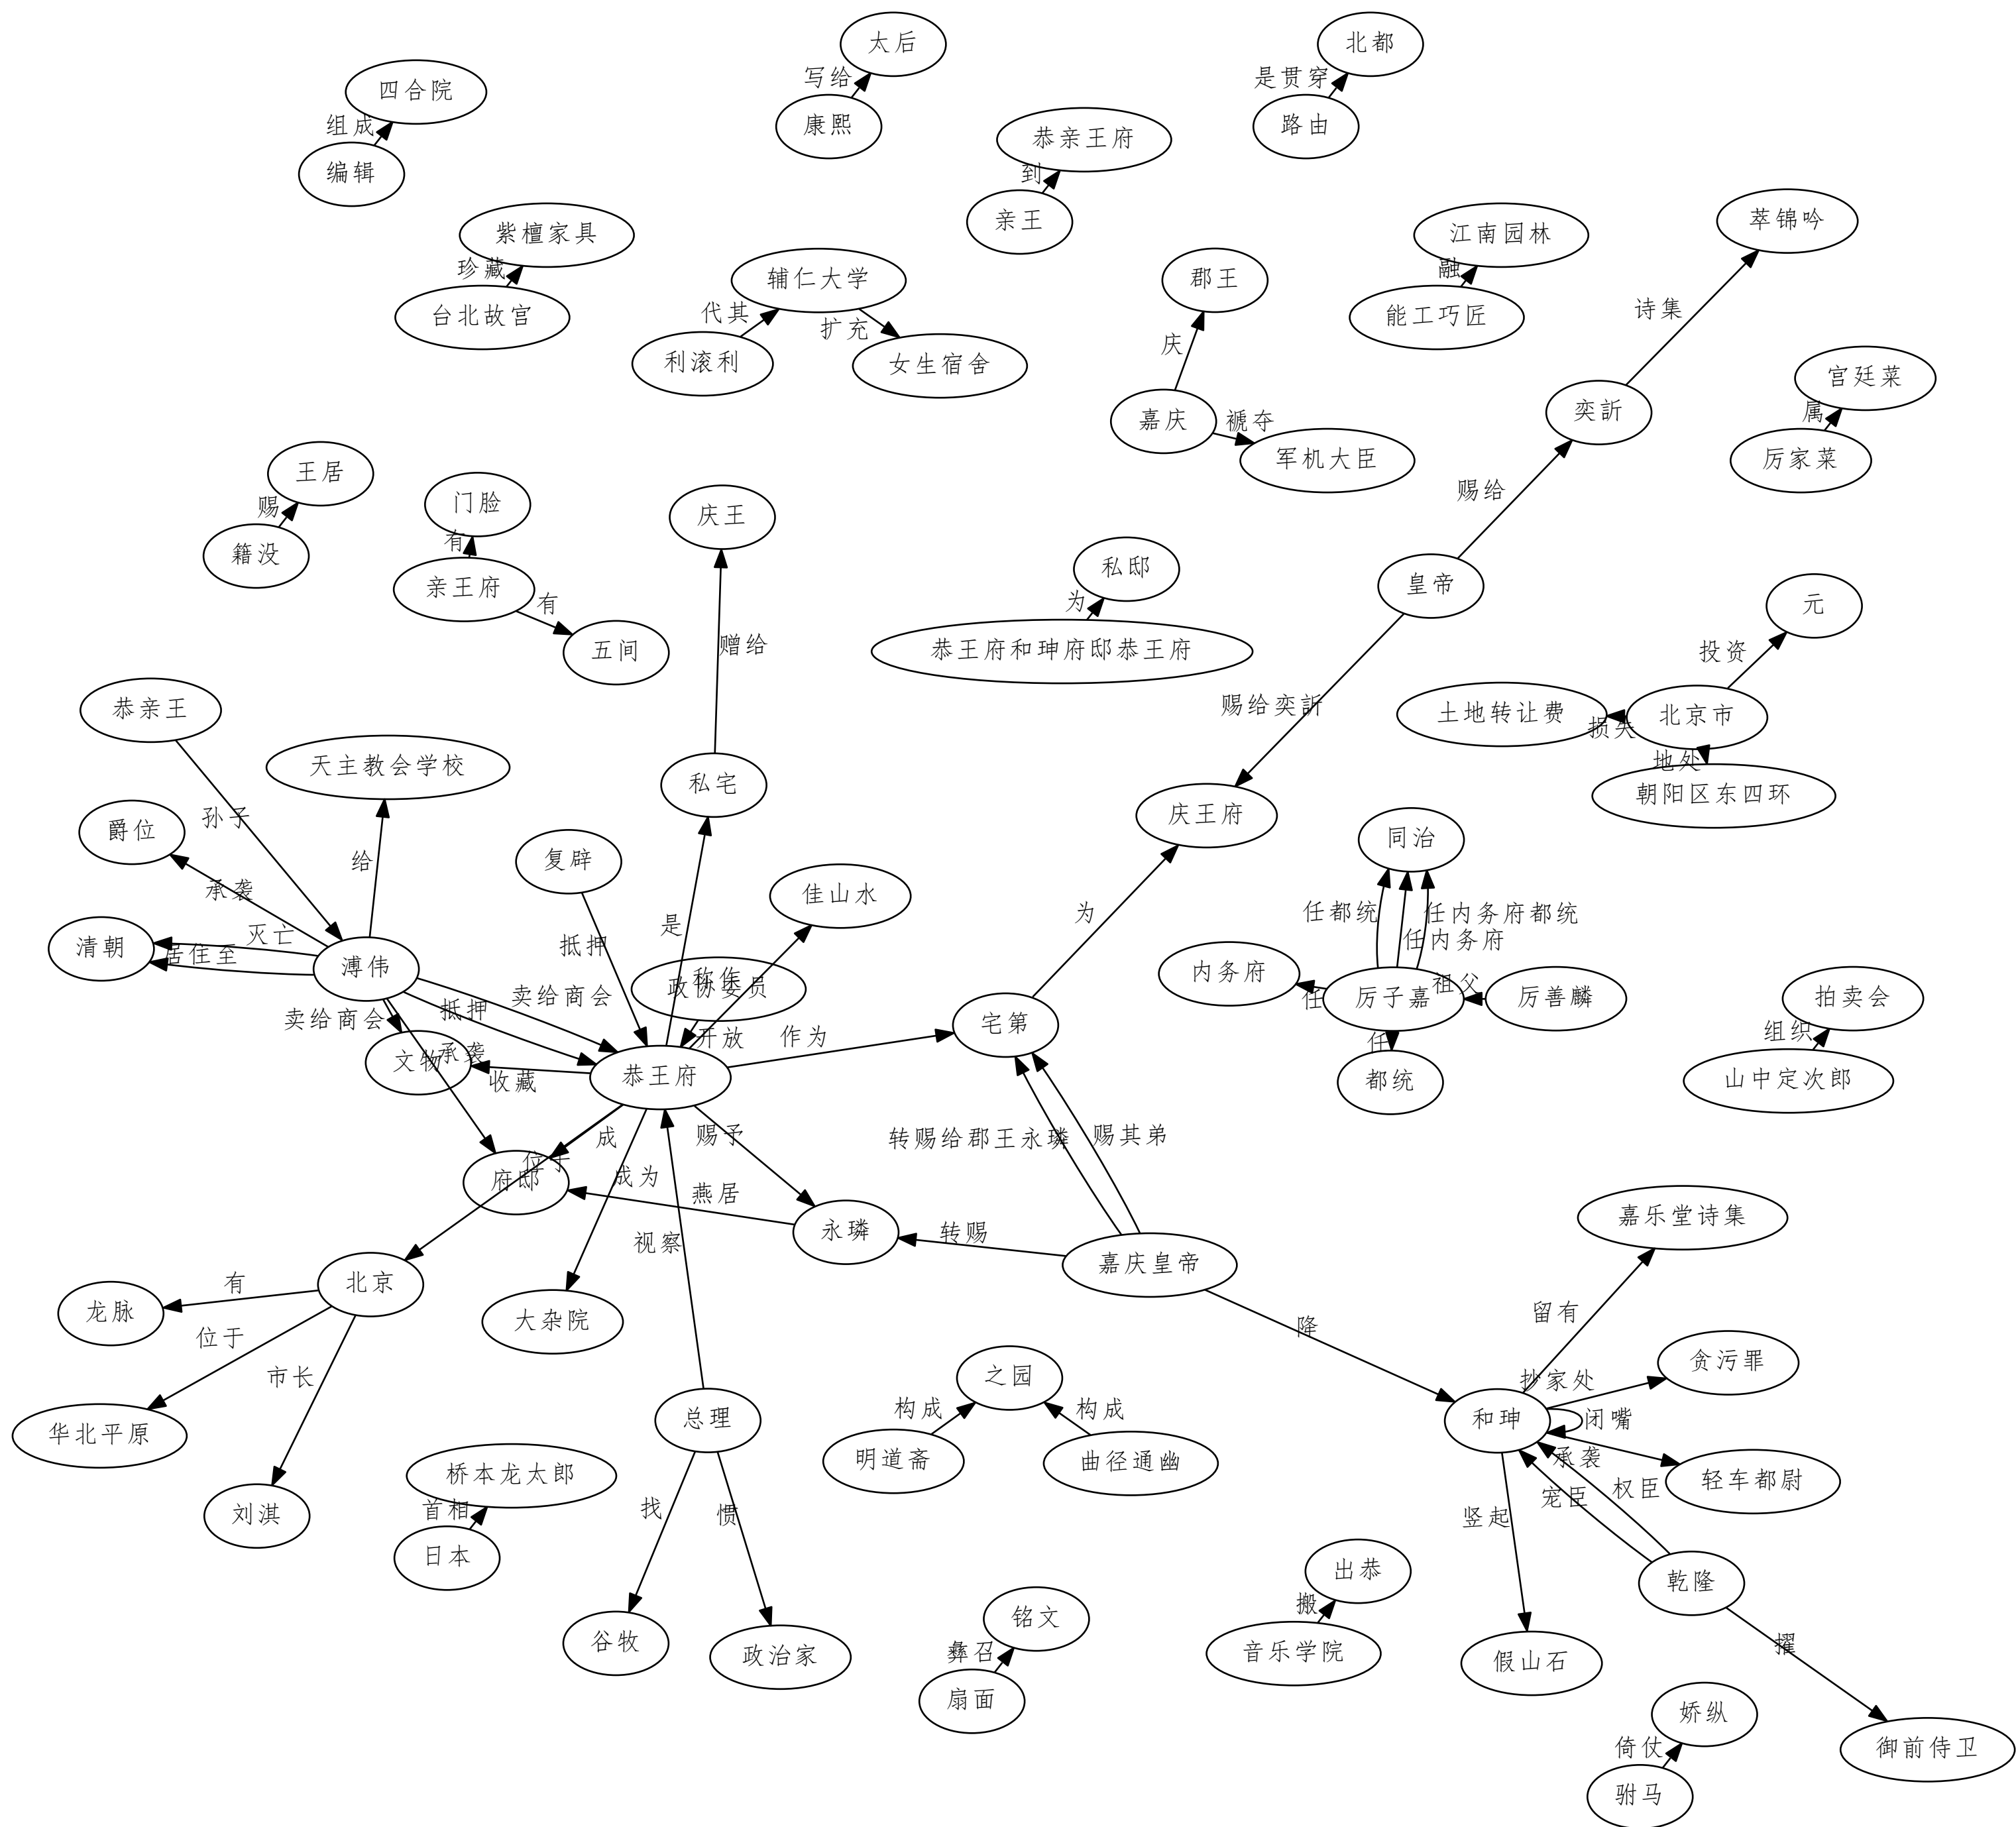 太后
北都
写给
是贯穿
四合院
康熙
路由
组成
恭亲王府
编辑
到
亲王
紫檀家具
江南园林
萃锦吟
珍藏
辅仁大学
郡王
融
台北故宫
代其
扩充
能工巧匠
诗集
利滚利
女生宿舍
庆
宫廷菜
嘉庆
褫夺
奕訢
属
军机大臣
厉家菜
王居
门脸
赐
庆王
赐给
籍没
有
亲王府
私邸
皇帝
有
为
元
五间
赠给
恭王府和珅府邸恭王府
投资
恭亲王
赐给奕訢
土地转让费
损失
北京市
天主教会学校
私宅
地处
朝阳区东四环
爵位
孙子
庆王府
同治
给
复辟
承袭
佳山水
是
为
任都统
任内务府都统
清朝
灭亡
居住至
抵押
任内务府
溥伟
称作
政协委员
内务府
祖父
卖给商会
任
厉子嘉
厉善麟
拍卖会
卖给商会
抵押
开放
作为
宅第
任
组织
文物
承袭
收藏
恭王府
都统
山中定次郎
成
赐予
转赐给郡王永璘
赐其弟
位于
府邸
成为
燕居
嘉乐堂诗集
视察
永璘
转赐
嘉庆皇帝
北京
有
龙脉
大杂院
降
留有
位于
市长
之园
抄家处
贪污罪
构成
构成
华北平原
总理
和珅
闭嘴
明道斋
曲径通幽
承袭
轻车都尉
桥本龙太郎
宠臣
权臣
首相
找
惯
竖起
刘淇
日本
出恭
乾隆
铭文
搬
谷牧
政治家
彝召
音乐学院
假山石
擢
扇面
娇纵
倚仗
御前侍卫
驸马